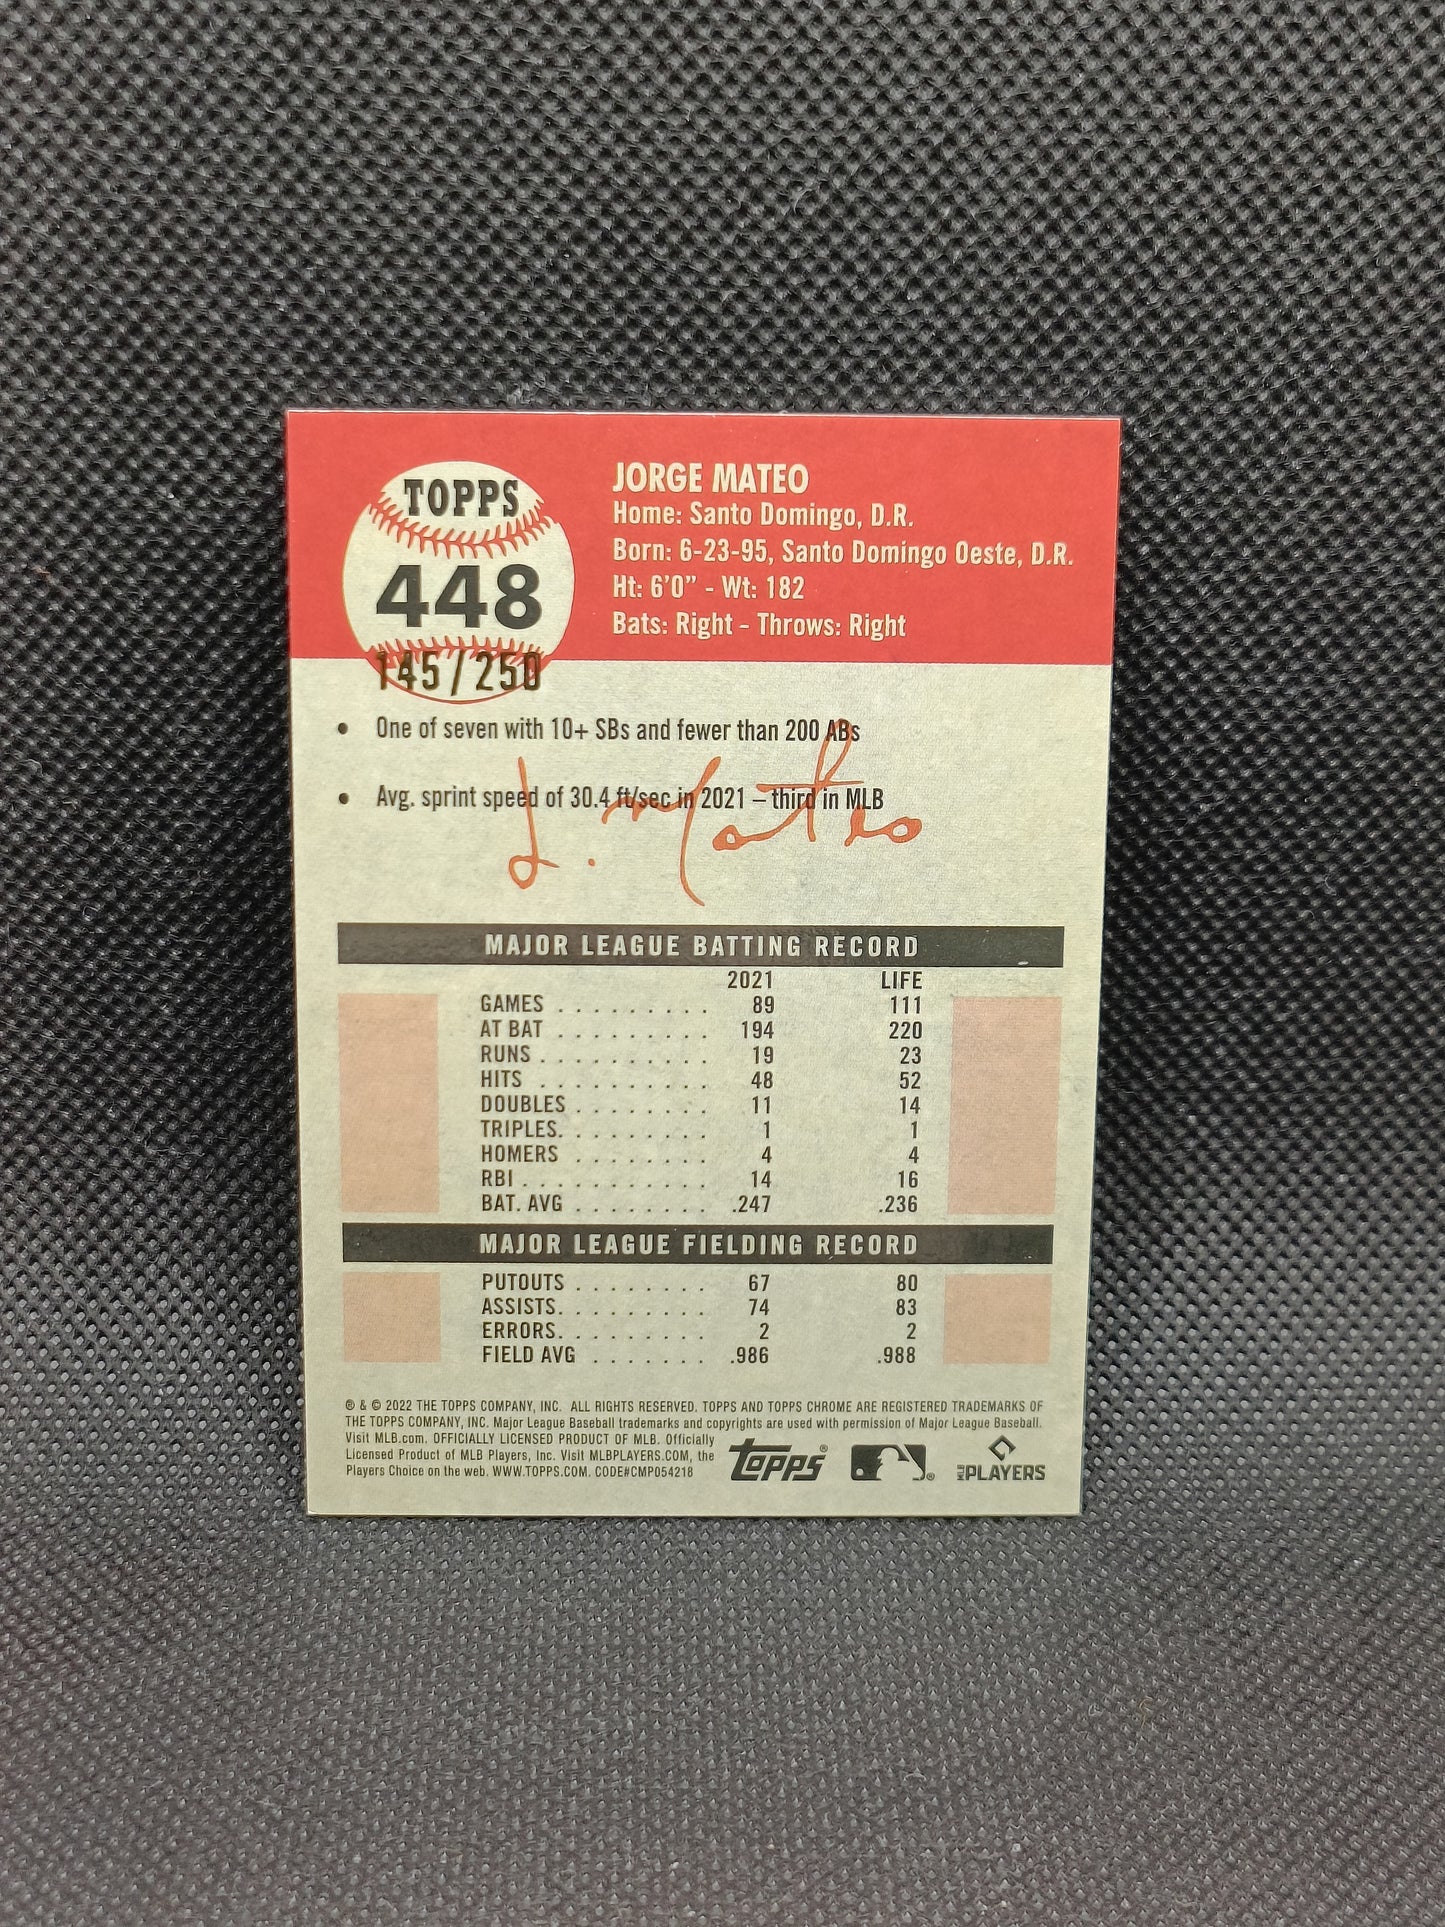 TOPPS
448
145/250
JORGE MATEO
Home: Santo Domingo, D.R.
Born: 6-23-95, Santo Domingo Oeste, D.R.
Ht: 6'0" - Wt: 182
Bats: Right - Throws: Right
• One of seven with 10+ SBs and fewer than 200 ABs
• Avg. sprint speed of 30.4 ft/sec in 2021 – third in MLB
J. Mateo
MAJOR LEAGUE BATTING RECORD
2021 LIFE
GAMES . . . . . . . . . 89 111
AT BAT . . . . . . . . 194 220
RUNS . . . . . . . . . . 19 23
HITS . . . . . . . . . . 48 52
DOUBLES . . . . . . . . 11 14
TRIPLES. . . . . . . . . 1 1
HOMERS . . . . . . . . 4 4
RBI . . . . . . . . . . . 14 16
BAT. AVG . . . . . . . . .247 .236
MAJOR LEAGUE FIELDING RECORD
PUTOUTS . . . . . . . . 67 80
ASSISTS. . . . . . . . . 74 83
ERRORS. . . . . . . . . 2 2
FIELD AVG . . . . . . . .986 .988
® & © 2022 THE TOPPS COMPANY, INC. ALL RIGHTS RESERVED. TOPPS AND TOPPS CHROME ARE REGISTERED TRADEMARKS OF
THE TOPPS COMPANY, INC. Major League Baseball trademarks and copyrights are used with permission of Major League Baseball.
Visit MLB.com. OFFICIALLY LICENSED PRODUCT OF MLB. Officially
Licensed Product of MLB Players, Inc. Visit MLBPLAYERS.COM, the
Players Choice on the web. WWW.TOPPS.COM. CODE#CMP054218
topps®
®
MLB PLAYERS